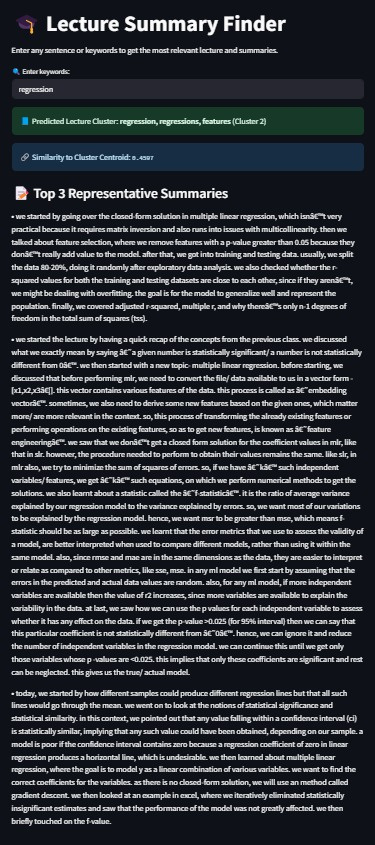 🎓 Lecture Summary Finder
Enter any sentence or keywords to get the most relevant lecture and summaries.
🔍 Enter keywords:
regression
📘 Predicted Lecture Cluster: regression, regressions, features (Cluster 2)
🔗 Similarity to Cluster Centroid: 0.4597
📝 Top 3 Representative Summaries
• we started by going over the closed-form solution in multiple linear regression, which isnâ€™t very
practical because it requires matrix inversion and also runs into issues with multicollinearity. then we
talked about feature selection, where we remove features with a p-value greater than 0.05 because they
donâ€™t really add value to the model. after that, we got into training and testing data. usually, we split
the data 80-20%, doing it randomly after exploratory data analysis. we also checked whether the r-
squared values for both the training and testing datasets are close to each other, since if they arenâ€™t,
we might be dealing with overfitting. the goal is for the model to generalize well and represent the
population. finally, we covered adjusted r-squared, multiple r, and why thereâ€™s only n-1 degrees of
freedom in the total sum of squares (tss).
• we started the lecture by having a quick recap of the concepts from the previous class. we discussed
what we exactly mean by saying â€˜a given number is statistically significant/ a number is not statistically
different from 0â€™. we then started with a new topic- multiple linear regression. before starting, we
discussed that before performing mlr, we need to convert the file/ data available to us in a vector form -
[x1,x2,x3â€¦]. this vector contains various features of the data. this process is called as â€˜embedding
vectorâ€™. sometimes, we also need to derive some new features based on the given ones, which matter
more/ are more relevant in the context. so, this process of transforming the already existing features or
performing operations on the existing features, so as to get new features, is known as â€˜feature
engineeringâ€™. we saw that we donâ€™t get a closed form solution for the coefficient values in mlr, like
that in slr. however, the procedure needed to perform to obtain their values remains the same. like slr, in
mlr also, we try to minimize the sum of squares of errors. so, if we have â€˜kâ€™ such independent
variables/ features, we get â€˜kâ€™ such equations, on which we perform numerical methods to get the
solutions. we also learnt about a statistic called the â€˜f-statisticâ€™. it is the ratio of average variance
explained by our regression model to the variance explained by errors. so, we want most of our variations
to be explained by the regression model. hence, we want msr to be greater than mse, which means f-
statistic should be as large as possible. we learnt that the error metrics that we use to assess the validity of
a model, are better interpreted when used to compare different models, rather than using it within the
same model. also, since rmse and mae are in the same dimensions as the data, they are easier to interpret
or relate as compared to other metrics, like sse, mse. in any ml model we first start by assuming that the
errors in the predicted and actual data values are random. also, for any ml model, if more independent
variables are available then the value of r2 increases, since more variables are available to explain the
variability in the data. at last, we saw how we can use the p values for each independent variable to assess
whether it has any effect on the data. if we get the p-value >0.025 (for 95% interval) then we can say that
this particular coefficient is not statistically different from â€˜0â€™. hence, we can ignore it and reduce
the number of independent variables in the regression model. we can continue this until we get only
those variables whose p -values are <0.025. this implies that only these coefficients are significant and rest
can be neglected. this gives us the true/ actual model.
• today, we started by how different samples could produce different regression lines but that all such
lines would go through the mean. we went on to look at the notions of statistical significance and
statistical similarity. in this context, we pointed out that any value falling within a confidence interval (ci)
is statistically similar, implying that any such value could have been obtained, depending on our sample. a
model is poor if the confidence interval contains zero because a regression coefficient of zero in linear
regression produces a horizontal line, which is undesirable. we then learned about multiple linear
regression, where the goal is to model y as a linear combination of various variables. we want to find the
correct coefficients for the variables. as there is no closed-form solution, we will use an method called
gradient descent. we then looked at an example in excel, where we iteratively eliminated statistically
insignificant estimates and saw that the performance of the model was not greatly affected. we then
briefly touched on the f-value.